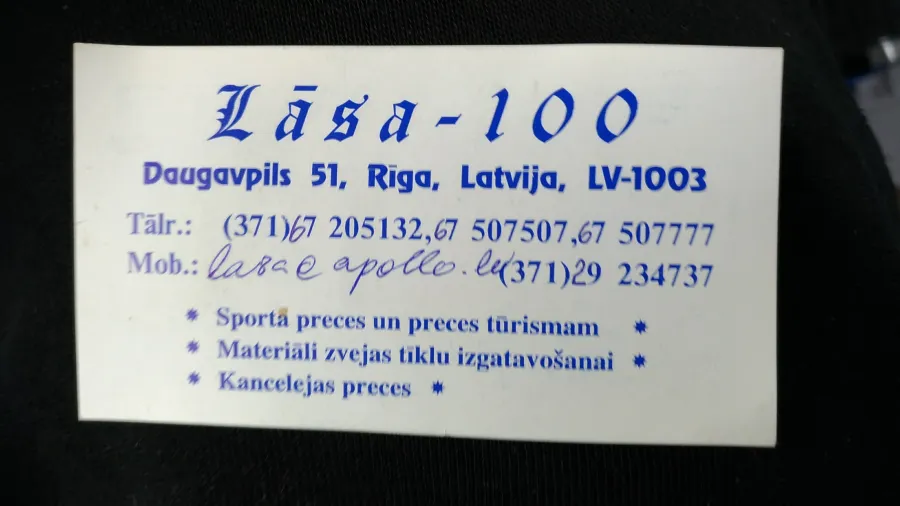 Lāsa-100
Daugavpils 51, Rīga, Latvija, LV-1003
Tālr.: (371)67 205132,67 507507,67 507777
Mob.: lasa@apollo.lv (371)29 234737
* Sporta preces un preces tūrismam *
* Materiāli zvejas tīklu izgatavošanai *
* Kancelejas preces *